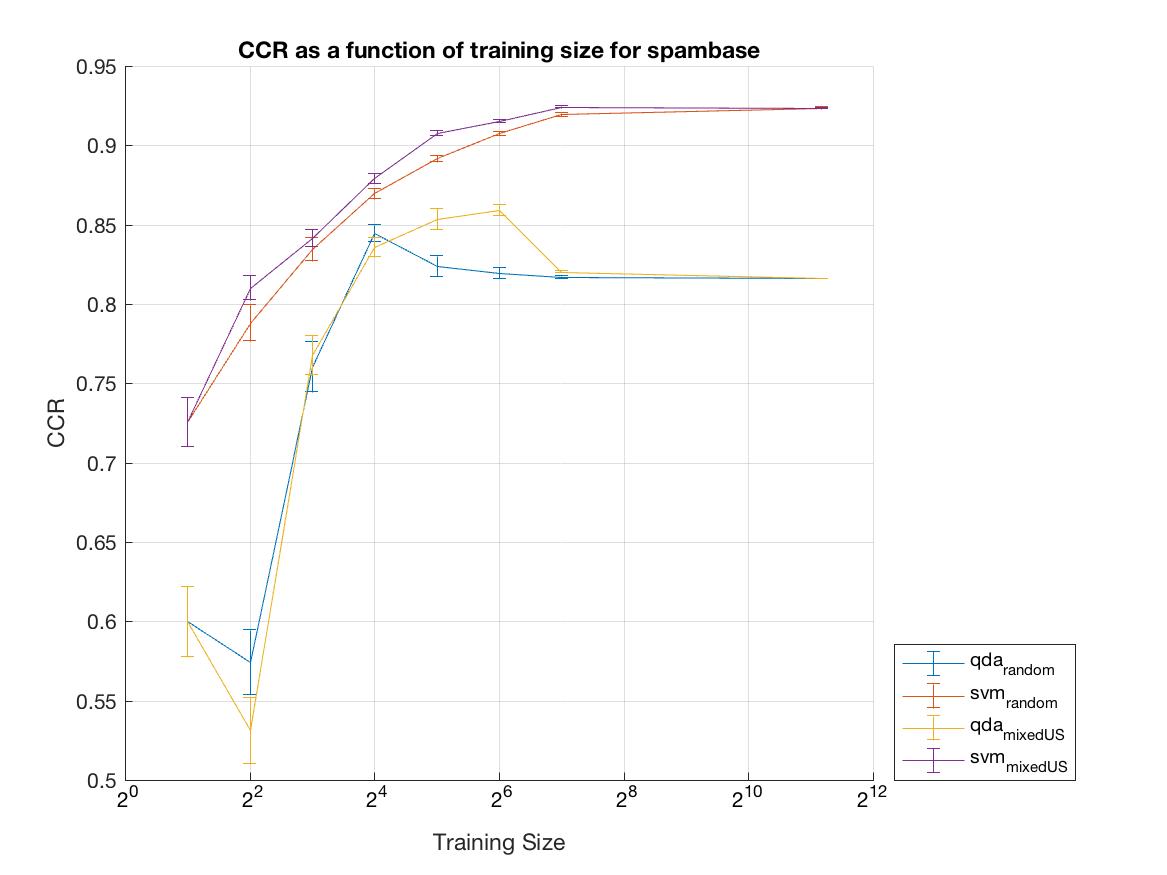 CCR as a function of training size for spambase
0.95
0.9
0.85
0.8
0.75
0.7
0.65
0.6
0.55
0.5
CCR
2^0 2^2 2^4 2^6 2^8 2^10 2^12
Training Size
qda_random
svm_random
qda_mixedUS
svm_mixedUS